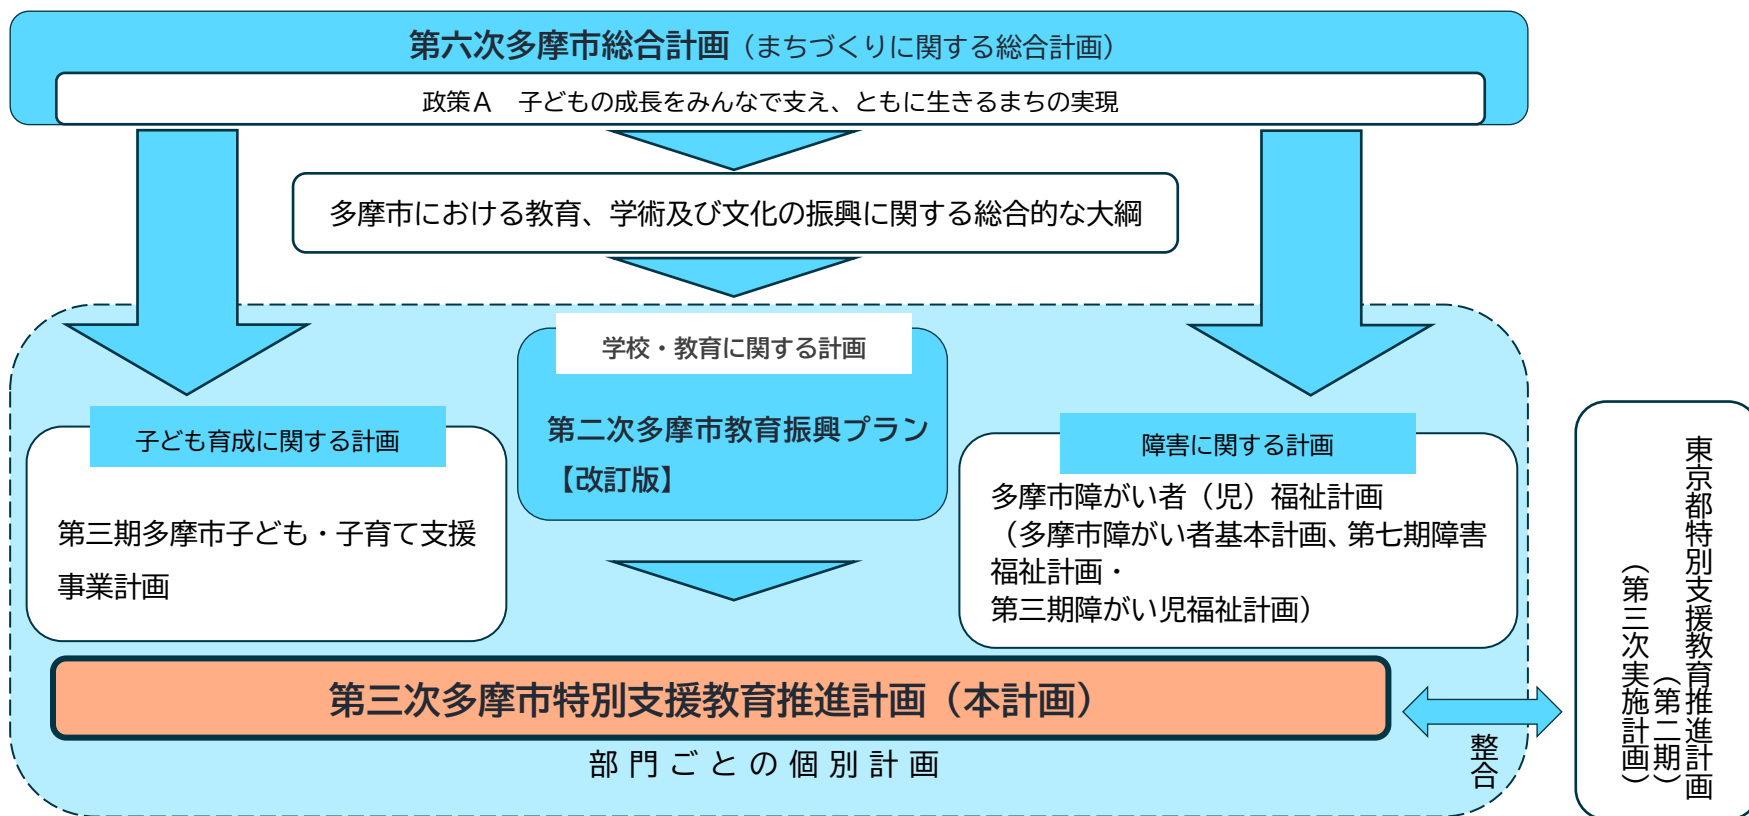 第六次多摩市総合計画（まちづくりに関する総合計画）
政策Ａ　子どもの成長をみんなで支え、ともに生きるまちの実現
多摩市における教育、学術及び文化の振興に関する総合的な大綱
学校・教育に関する計画
第二次多摩市教育振興プラン
【改訂版】
子ども育成に関する計画
第三期多摩市子ども・子育て支援
事業計画
障害に関する計画
多摩市障がい者（児）福祉計画
（多摩市障がい者基本計画、第七期障害
福祉計画・
第三期障がい児福祉計画）
第三次多摩市特別支援教育推進計画（本計画）
部門ごとの個別計画
整合
東京都特別支援教育推進計画
（第二期）
（第三次実施計画）